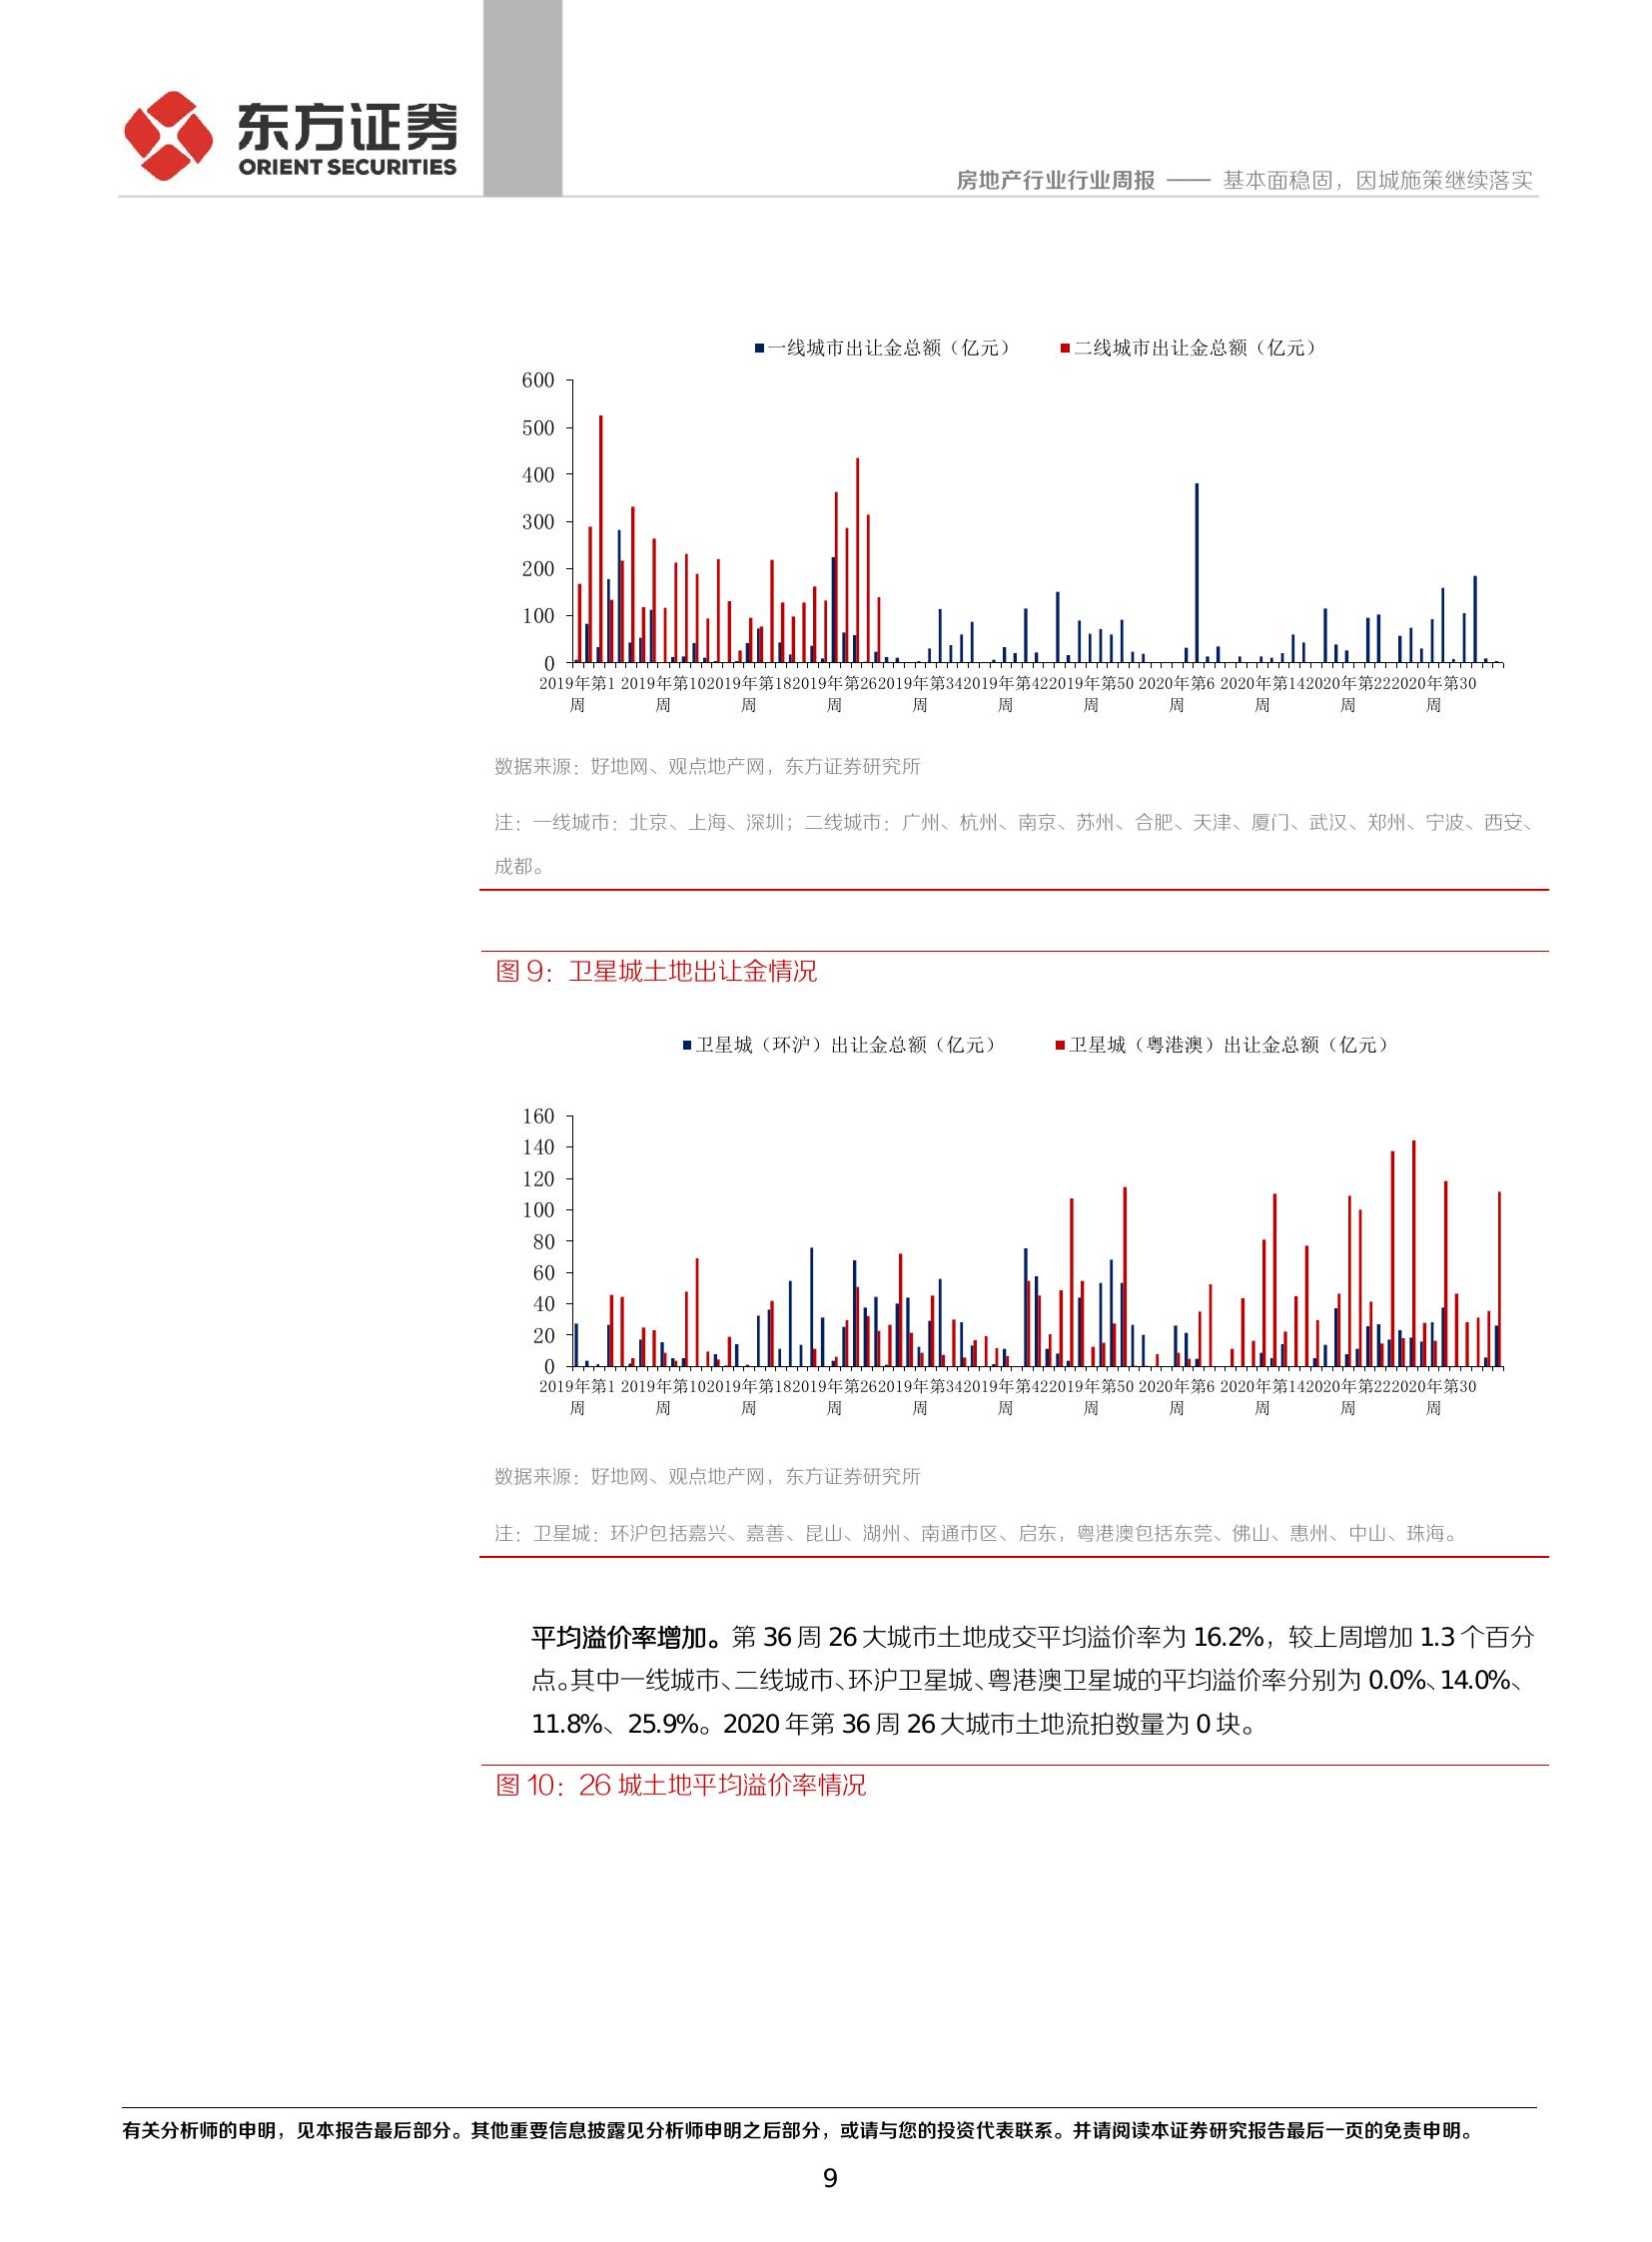 东方证券
ORIENT SECURITIES
房地产行业行业周报 —— 基本面稳固，因城施策继续落实
一线城市出让金总额（亿元） 二线城市出让金总额（亿元）
600
500
400
300
200
100
0
2019年第1周 2019年第10周 2019年第18周 2019年第26周 2019年第34周 2019年第42周 2019年第50周 2020年第6周 2020年第14周 2020年第22周 2020年第30周
数据来源：好地网、观点地产网，东方证券研究所
注：一线城市：北京、上海、深圳；二线城市：广州、杭州、南京、苏州、合肥、天津、厦门、武汉、郑州、宁波、西安、
成都。
图 9：卫星城土地出让金情况
卫星城（环沪）出让金总额（亿元） 卫星城（粤港澳）出让金总额（亿元）
160
140
120
100
80
60
40
20
0
2019年第1周 2019年第10周 2019年第18周 2019年第26周 2019年第34周 2019年第42周 2019年第50周 2020年第6周 2020年第14周 2020年第22周 2020年第30周
数据来源：好地网、观点地产网，东方证券研究所
注：卫星城：环沪包括嘉兴、嘉善、昆山、湖州、南通市区、启东，粤港澳包括东莞、佛山、惠州、中山、珠海。
平均溢价率增加。第 36 周 26 大城市土地成交平均溢价率为 16.2%，较上周增加 1.3 个百分
点。其中一线城市、二线城市、环沪卫星城、粤港澳卫星城的平均溢价率分别为 0.0%、14.0%、
11.8%、25.9%。2020 年第 36 周 26 大城市土地流拍数量为 0 块。
图 10：26 城土地平均溢价率情况
有关分析师的申明，见本报告最后部分。其他重要信息披露见分析师申明之后部分，或请与您的投资代表联系。并请阅读本证券研究报告最后一页的免责申明。
9